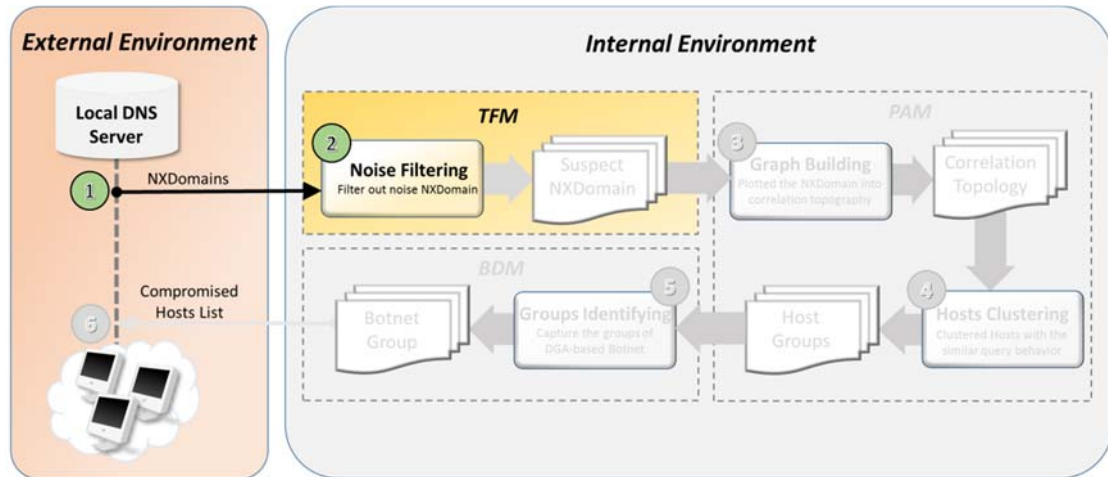 External Environment
Internal Environment
Local DNS
Server
1
NXDomains
TFM
2
Noise Filtering
Filter out noise NXDomain
Suspect
NXDomain
PAM
3
Graph Building
Plotted the NXDomain into
correlation topography
Correlation
Topology
4
Hosts Clustering
Clustered Hosts with the
similar query behavior
Host
Groups
BDM
5
Groups Identifying
Capture the groups of
DGA-based Botnet
Botnet
Group
Compromised
Hosts List
6